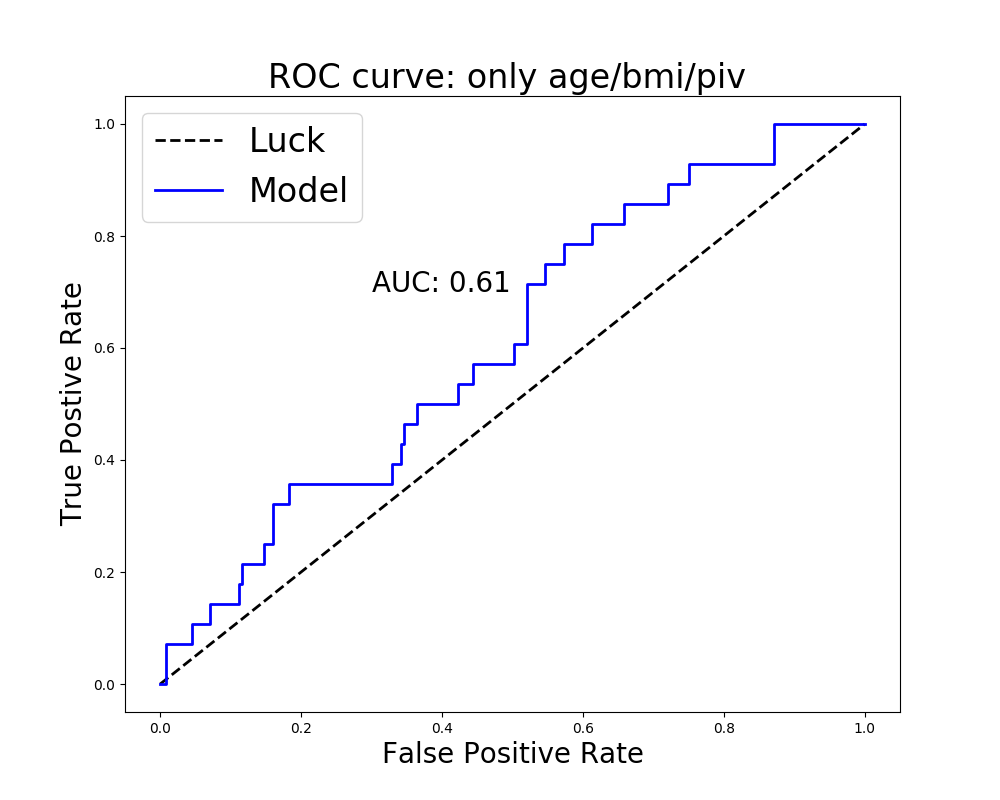 ROC curve: only age/bmi/piv
Luck
Model
AUC: 0.61
True Postive Rate
1.0
0.8
0.6
0.4
0.2
0.0
0.0 0.2 0.4 0.6 0.8 1.0
False Positive Rate